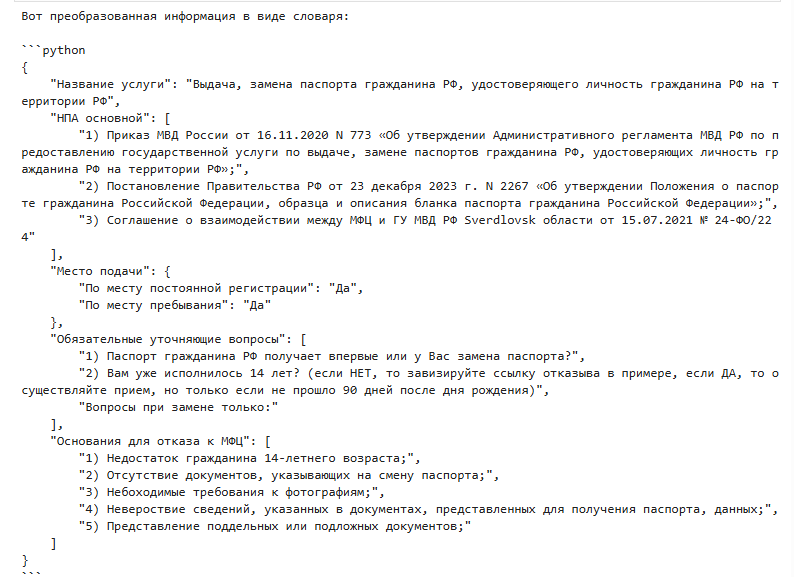 Вот преобразованная информация в виде словаря:
```python
{
"Название услуги": "Выдача, замена паспорта гражданина РФ, удостоверяющего личность гражданина РФ на т
ерритории РФ",
"НПА основной": [
"1) Приказ МВД России от 16.11.2020 N 773 «Об утверждении Административного регламента МВД РФ по п
редоставлению государственной услуги по выдаче, замене паспортов гражданина РФ, удостоверяющих личность гр
ажданина РФ на территории РФ»;",
"2) Постановление Правительства РФ от 23 декабря 2023 г. N 2267 «Об утверждении Положения о паспор
те гражданина Российской Федерации, образца и описания бланка паспорта гражданина Российской Федерации»;",
"3) Соглашение о взаимодействии между МФЦ и ГУ МВД РФ Sverdlovsk области от 15.07.2021 № 24-ФО/22
4"
],
"Место подачи": {
"По месту постоянной регистрации": "Да",
"По месту пребывания": "Да"
},
"Обязательные уточняющие вопросы": [
"1) Паспорт гражданина РФ получает впервые или у Вас замена паспорта?",
"2) Вам уже исполнилось 14 лет? (если НЕТ, то завизируйте ссылку отказыва в примере, если ДА, то о
существляйте прием, но только если не прошло 90 дней после дня рождения)",
"Вопросы при замене только:"
],
"Основания для отказа к МФЦ": [
"1) Недостаток гражданина 14-летнего возраста;",
"2) Отсутствие документов, указывающих на смену паспорта;",
"3) Небоходимые требования к фотографиям;",
"4) Невероствие сведений, указанных в документах, представленных для получения паспорта, данных;",
"5) Представление поддельных или подложных документов;"
]
}
```